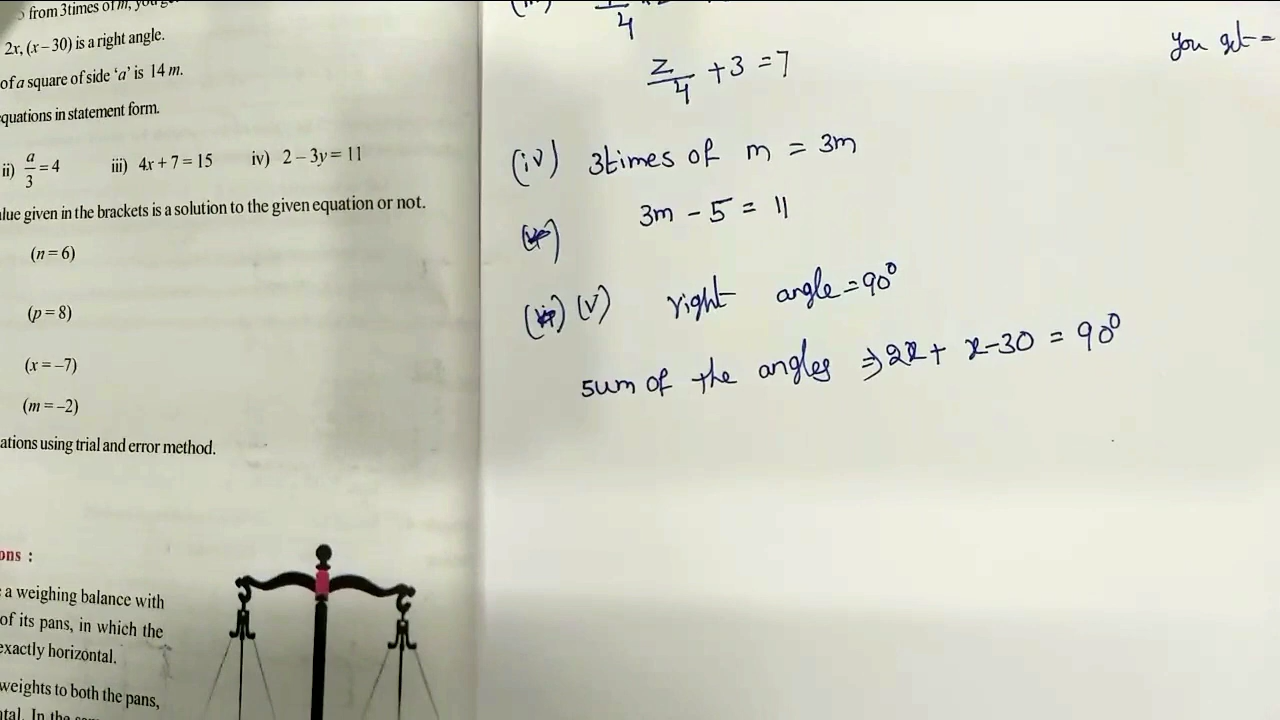 from 3times of m, you
2x, (x – 30) is a right angle.
of a square of side ‘a’ is 14 m.
equations in statement form.
ii) a/3 = 4 iii) 4x + 7 = 15 iv) 2 – 3y = 11
given in the brackets is a solution to the given equation or not.
(n = 6)
(p = 8)
(x = –7)
(m = –2)
using trial and error method.
:
a weighing balance with
of its pans, in which the
exactly horizontal.
weights to both the pans,
In the
4
you get =
z/4 + 3 = 7
(iv) 3times of m = 3m
3m - 5 = 11
(v) right angle = 90°
sum of the angles ⇒ 2x + x - 30 = 90°